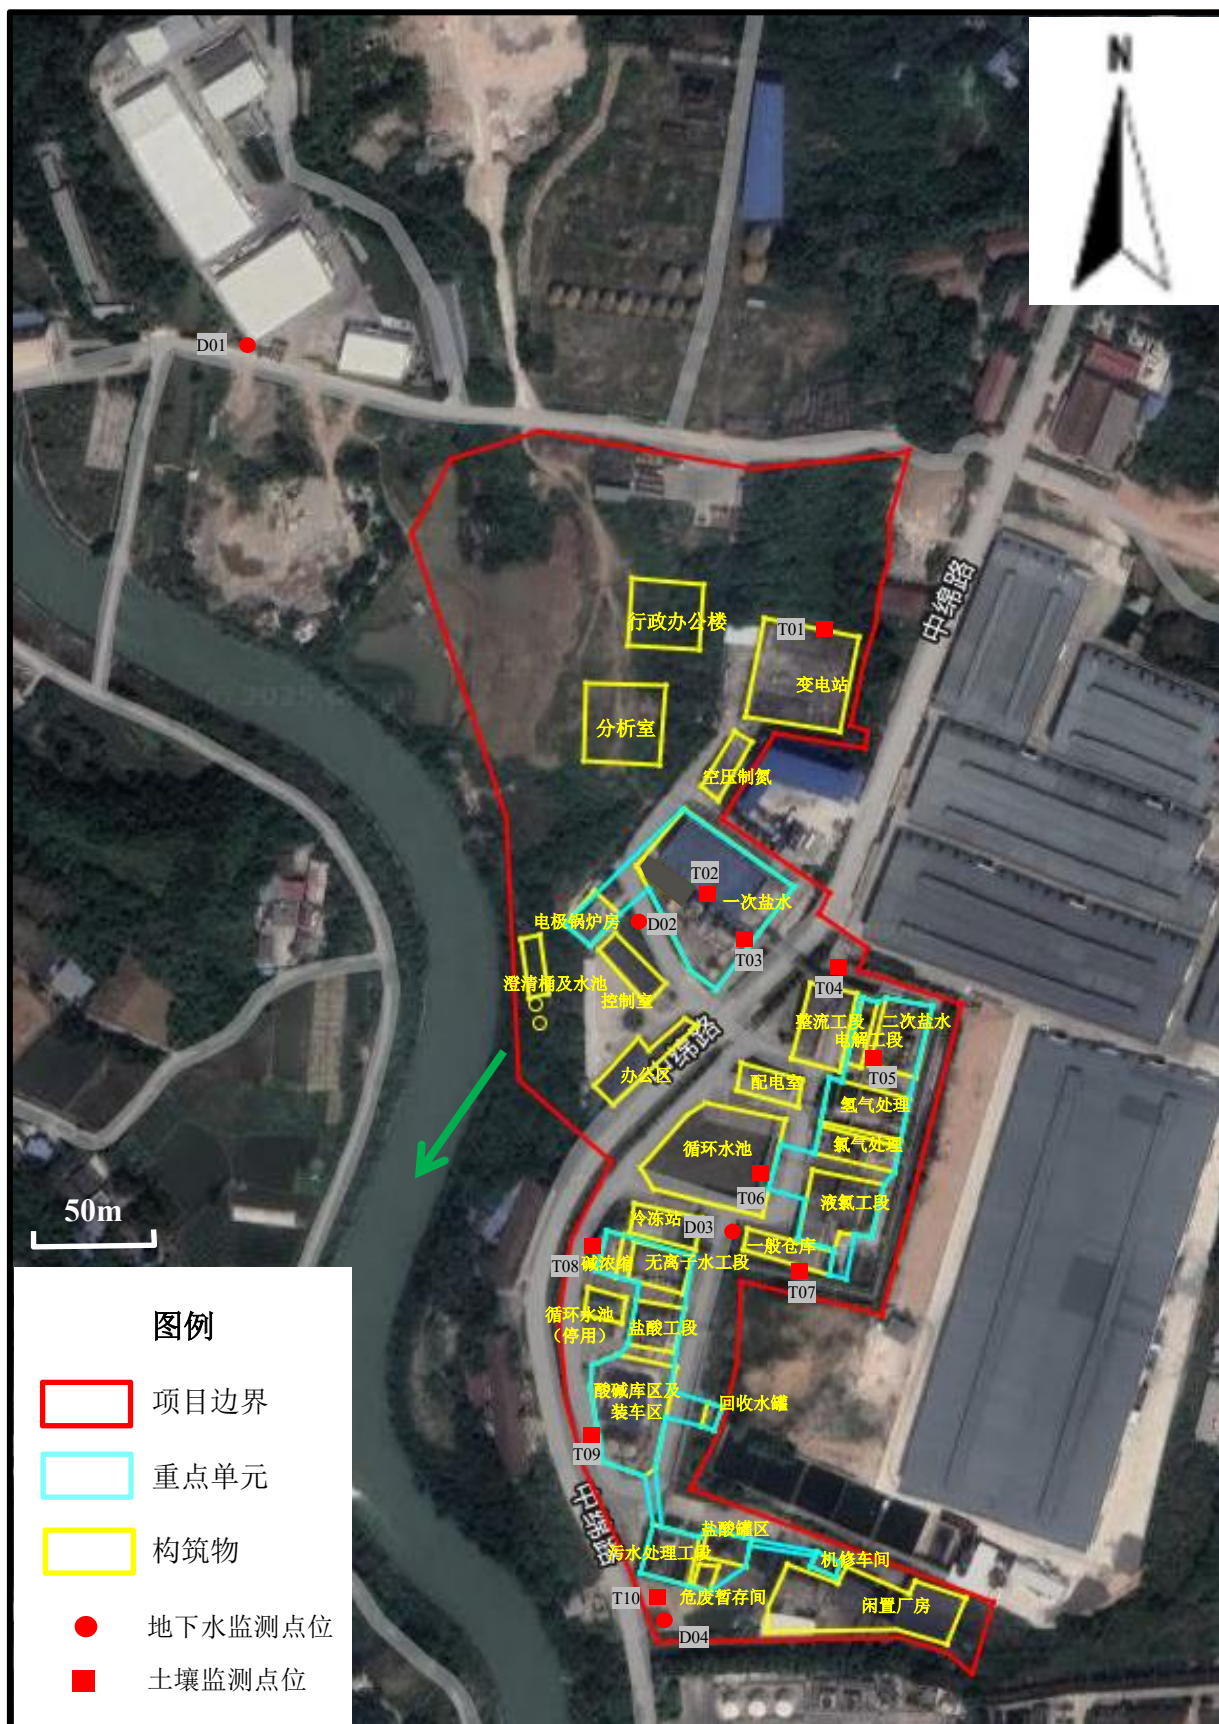 N
D01
中绵路
行政办公楼
T01
变电站
分析室
空压制氮
T02
一次盐水
电极锅炉房
D02
T03
澄清桶及水池
控制室
T04
整流工段
二次盐水
电解工段
中绵路
T05
办公区
配电室
氢气处理
循环水池
氯气处理
T06
液氯工段
50m
冷冻站
D03
一般仓库
T08
碱浓缩
无离子水工段
T07
循环水池
（停用）
盐酸工段
图例
酸碱库区及
装车区
回收水罐
项目边界
T09
重点单元
中绵路
盐酸罐区
污水处理工段
机修车间
构筑物
T10
危废暂存间
闲置厂房
D04
地下水监测点位
土壤监测点位